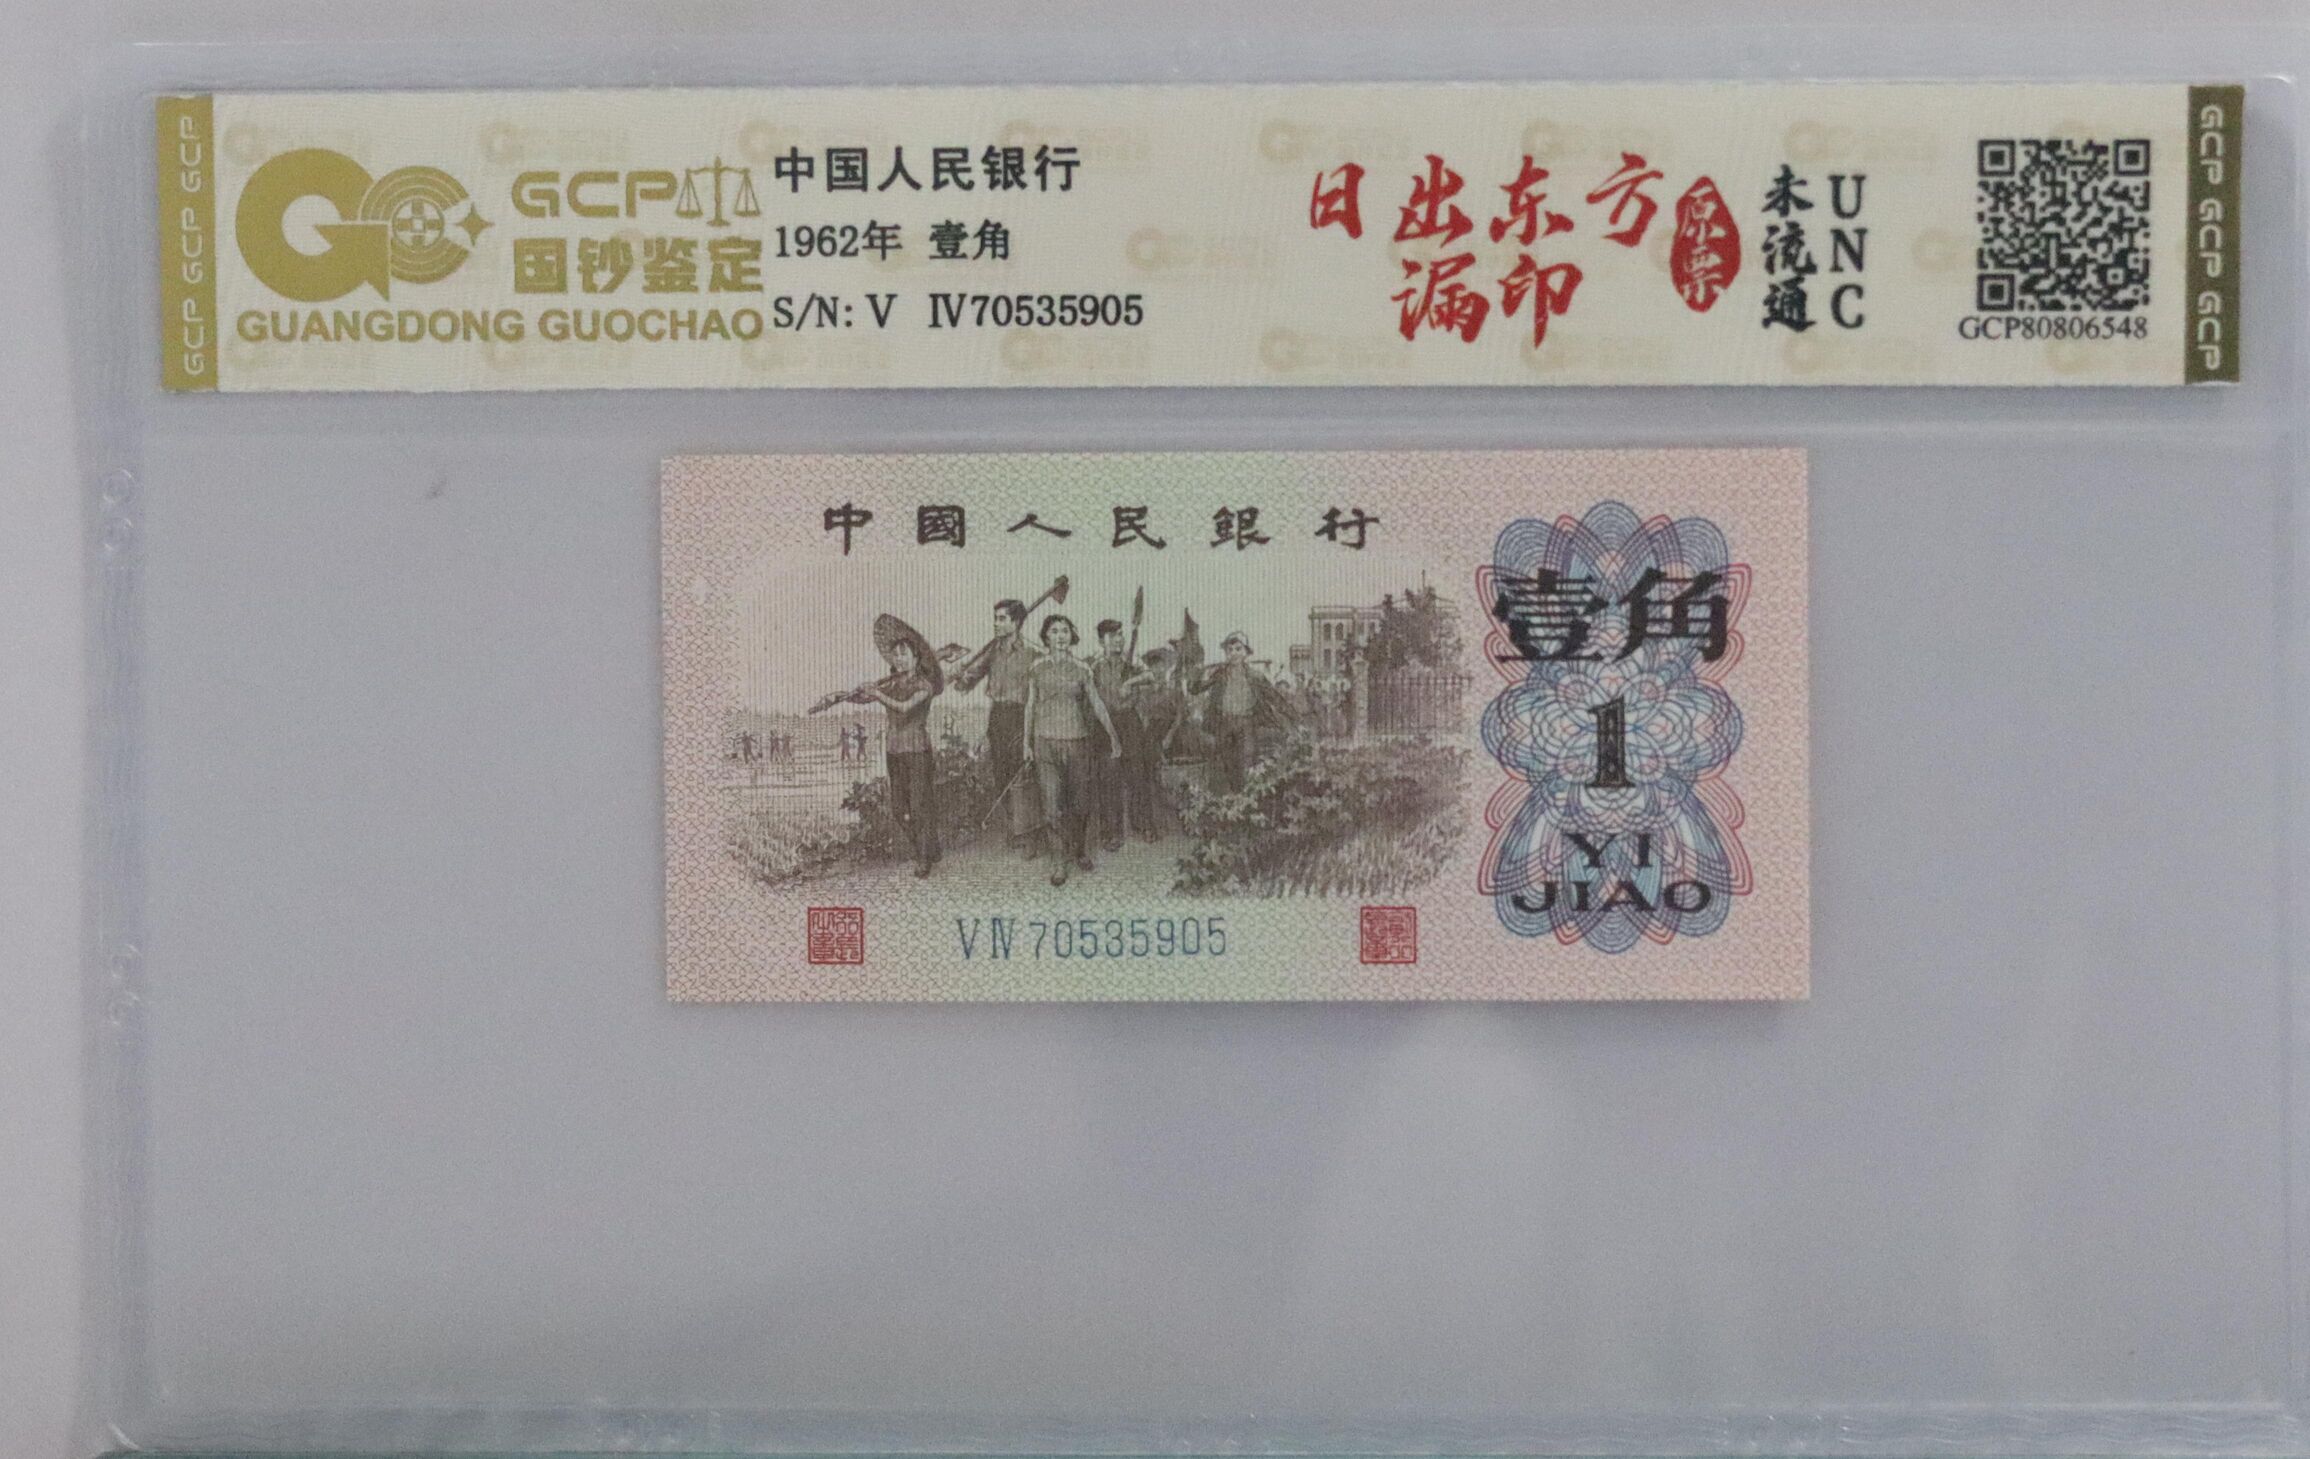 GCP GCP GCP
GCP
国钞鉴定
GUANGDONG GUOCHAO
中国人民银行
1962年 壹角
S/N: V Ⅳ70535905
日出东方
漏印
原票
未流通
UNC
GCP80806548
GCP GCP GCP
中國人民銀行
壹角
1
YI
JIAO
V Ⅳ 70535905